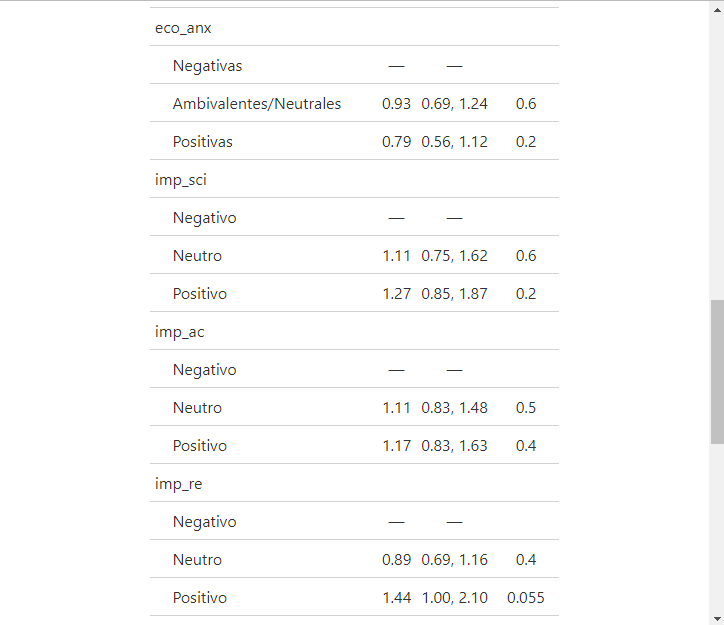 eco_anx
Negativas — —
Ambivalentes/Neutrales 0.93 0.69, 1.24 0.6
Positivas 0.79 0.56, 1.12 0.2
imp_sci
Negativo — —
Neutro 1.11 0.75, 1.62 0.6
Positivo 1.27 0.85, 1.87 0.2
imp_ac
Negativo — —
Neutro 1.11 0.83, 1.48 0.5
Positivo 1.17 0.83, 1.63 0.4
imp_re
Negativo — —
Neutro 0.89 0.69, 1.16 0.4
Positivo 1.44 1.00, 2.10 0.055